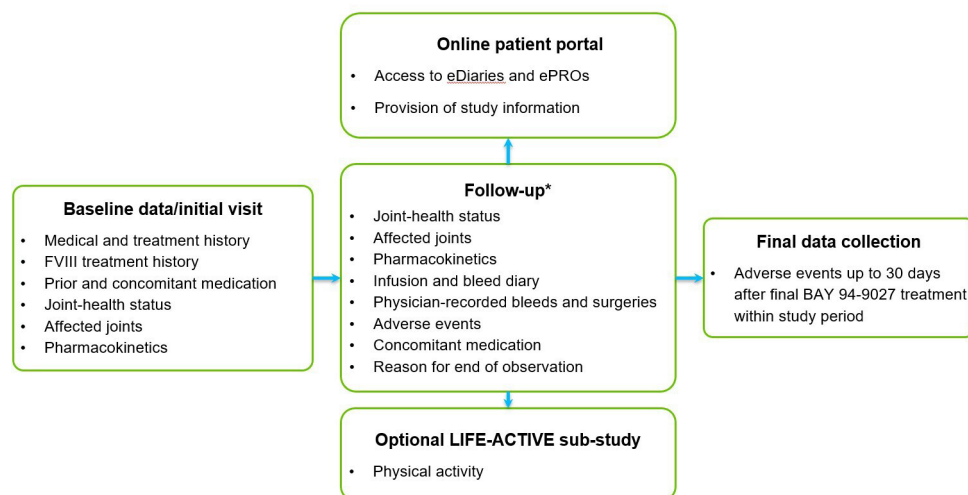 Online patient portal
• Access to eDiaries and ePROs
• Provision of study information
Baseline data/initial visit
• Medical and treatment history
• FVIII treatment history
• Prior and concomitant medication
• Joint-health status
• Affected joints
• Pharmacokinetics
Follow-up*
• Joint-health status
• Affected joints
• Pharmacokinetics
• Infusion and bleed diary
• Physician-recorded bleeds and surgeries
• Adverse events
• Concomitant medication
• Reason for end of observation
Final data collection
• Adverse events up to 30 days
after final BAY 94-9027 treatment
within study period
Optional LIFE-ACTIVE sub-study
• Physical activity